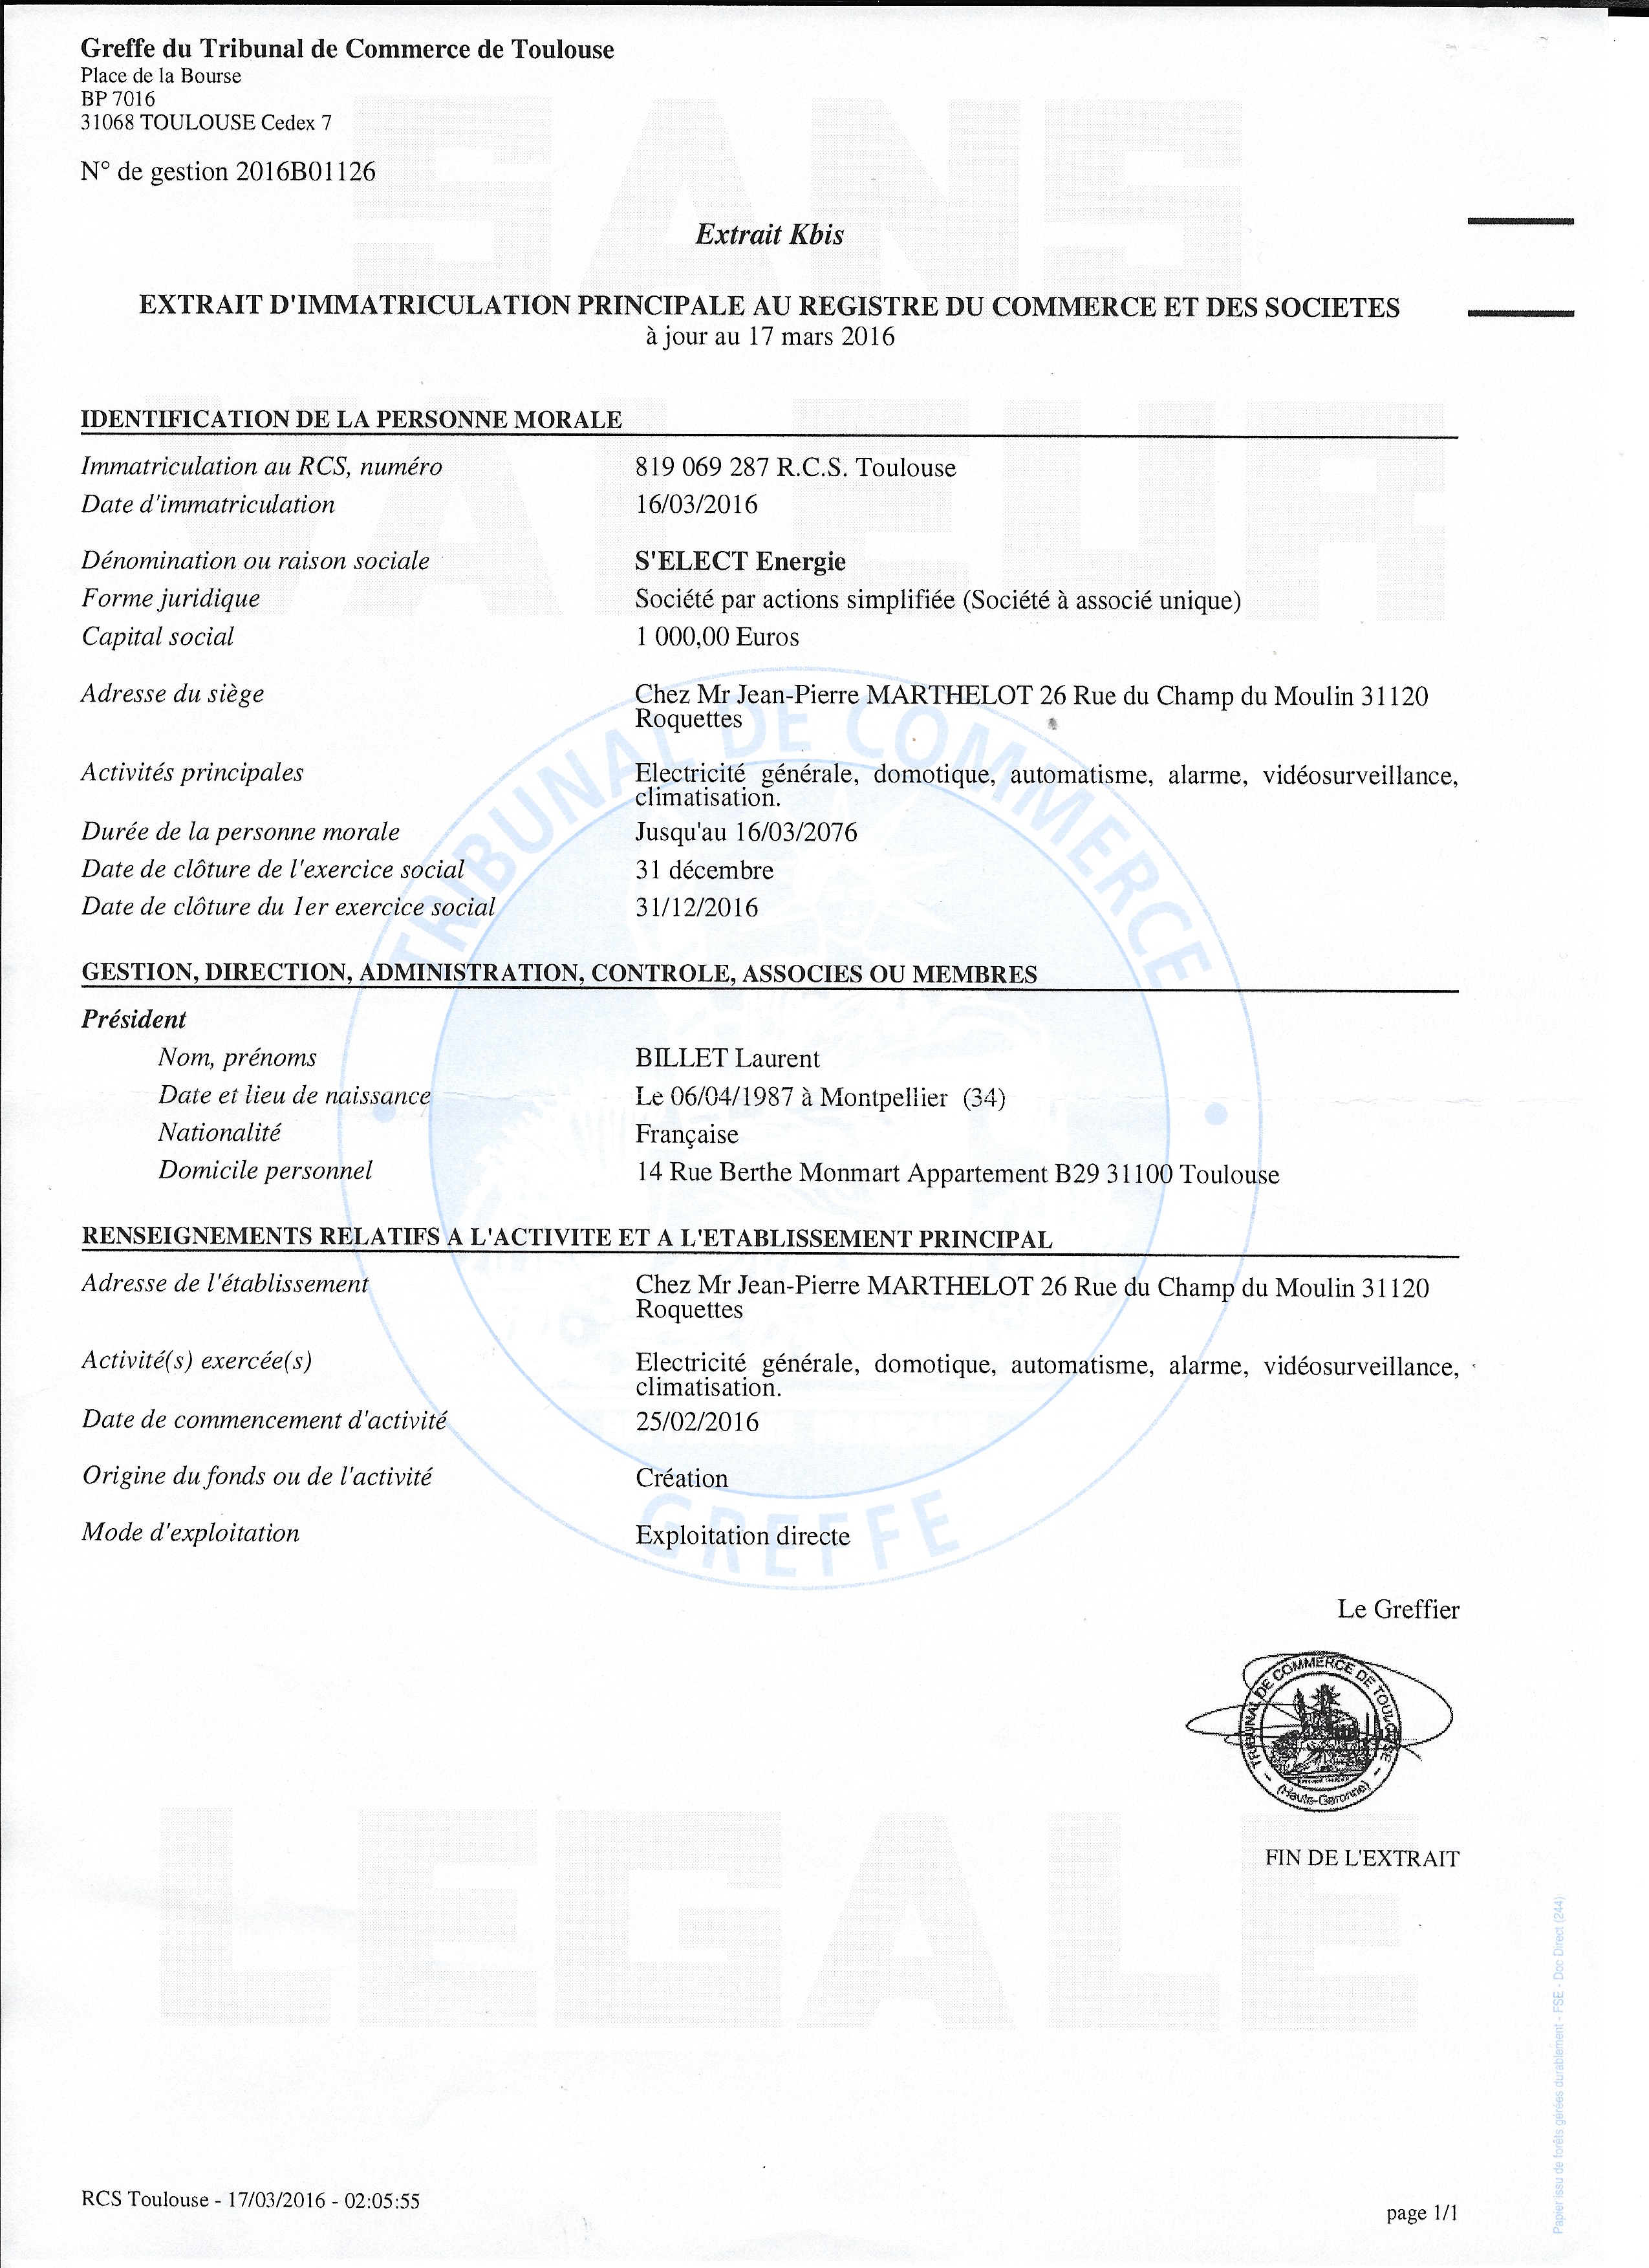 Greffe du Tribunal de Commerce de Toulouse
Place de la Bourse
BP 7016
31068 TOULOUSE Cedex 7
N° de gestion 2016B01126
Extrait Kbis
EXTRAIT D'IMMATRICULATION PRINCIPALE AU REGISTRE DU COMMERCE ET DES SOCIETES
à jour au 17 mars 2016
IDENTIFICATION DE LA PERSONNE MORALE
Immatriculation au RCS, numéro 819 069 287 R.C.S. Toulouse
Date d'immatriculation 16/03/2016
Dénomination ou raison sociale S'ELECT Energie
Forme juridique Société par actions simplifiée (Société à associé unique)
Capital social 1 000,00 Euros
Adresse du siège Chez Mr Jean-Pierre MARTHELOT 26 Rue du Champ du Moulin 31120
Roquettes
Activités principales Electricité générale, domotique, automatisme, alarme, vidéosurveillance,
climatisation.
Durée de la personne morale Jusqu'au 16/03/2076
Date de clôture de l'exercice social 31 décembre
Date de clôture du 1er exercice social 31/12/2016
GESTION, DIRECTION, ADMINISTRATION, CONTROLE, ASSOCIES OU MEMBRES
Président
Nom, prénoms BILLET Laurent
Date et lieu de naissance Le 06/04/1987 à Montpellier (34)
Nationalité Française
Domicile personnel 14 Rue Berthe Monmart Appartement B29 31100 Toulouse
RENSEIGNEMENTS RELATIFS A L'ACTIVITE ET A L'ETABLISSEMENT PRINCIPAL
Adresse de l'établissement Chez Mr Jean-Pierre MARTHELOT 26 Rue du Champ du Moulin 31120
Roquettes
Activité(s) exercée(s) Electricité générale, domotique, automatisme, alarme, vidéosurveillance,
climatisation.
Date de commencement d'activité 25/02/2016
Origine du fonds ou de l'activité Création
Mode d'exploitation Exploitation directe
Le Greffier
TRIBUNAL DE COMMERCE DE TOULOUSE
(Haute-Garonne)
FIN DE L'EXTRAIT
RCS Toulouse - 17/03/2016 - 02:05:55
page 1/1
Papier issu de forêts gérées durablement - FSE - Doc Direct (244)
SANS
VALEUR
LEGALE
TRIBUNAL DE COMMERCE
GREFFE